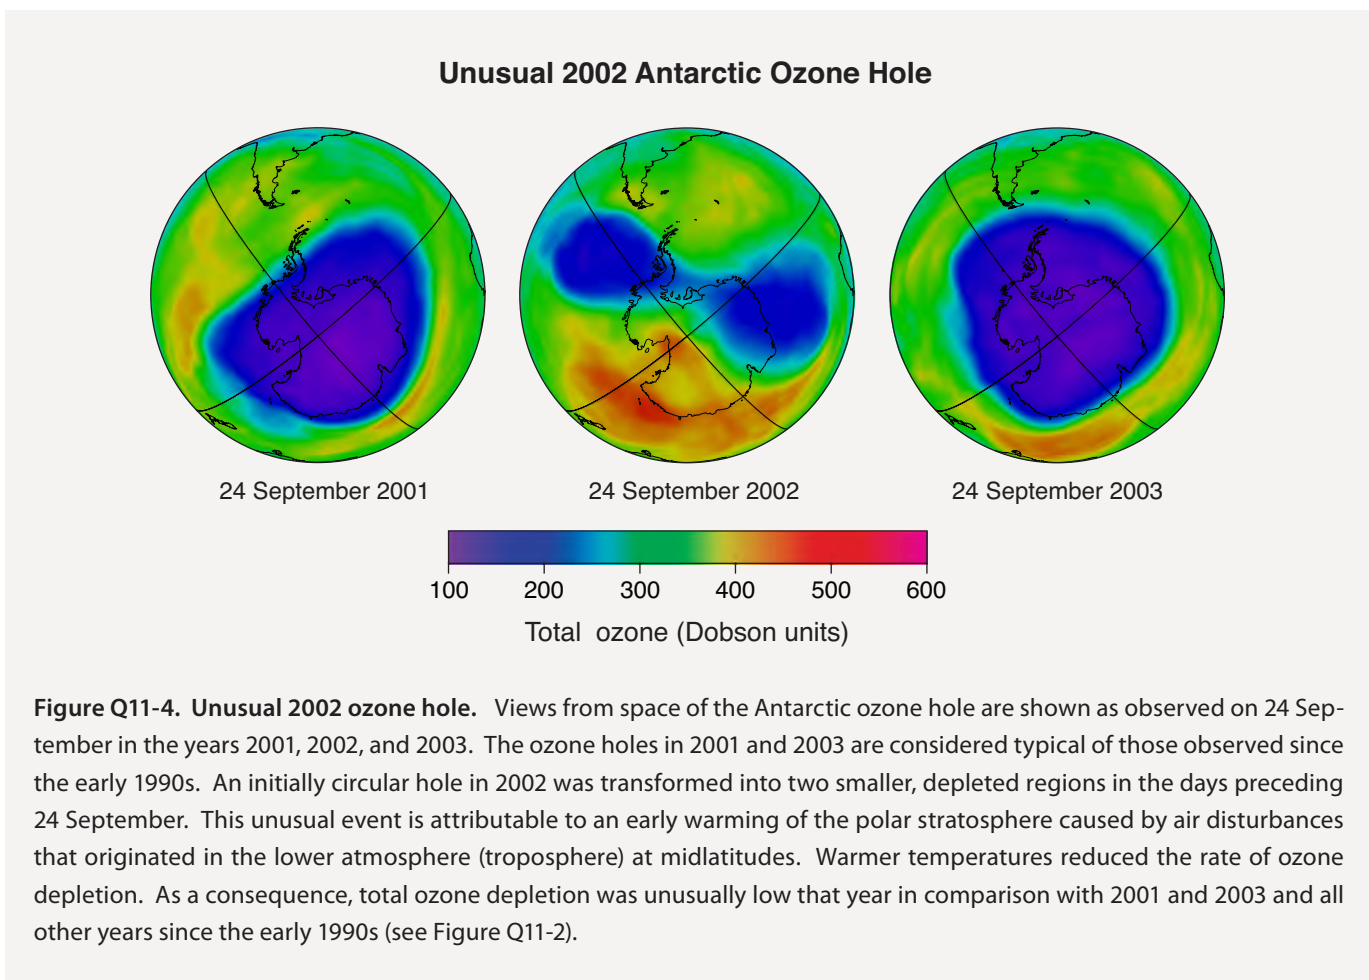 Unusual 2002 Antarctic Ozone Hole
24 September 2001
24 September 2002
24 September 2003
100 200 300 400 500 600
Total ozone (Dobson units)
Figure Q11-4. Unusual 2002 ozone hole. Views from space of the Antarctic ozone hole are shown as observed on 24 Sep-
tember in the years 2001, 2002, and 2003. The ozone holes in 2001 and 2003 are considered typical of those observed since
the early 1990s. An initially circular hole in 2002 was transformed into two smaller, depleted regions in the days preceding
24 September. This unusual event is attributable to an early warming of the polar stratosphere caused by air disturbances
that originated in the lower atmosphere (troposphere) at midlatitudes. Warmer temperatures reduced the rate of ozone
depletion. As a consequence, total ozone depletion was unusually low that year in comparison with 2001 and 2003 and all
other years since the early 1990s (see Figure Q11-2).